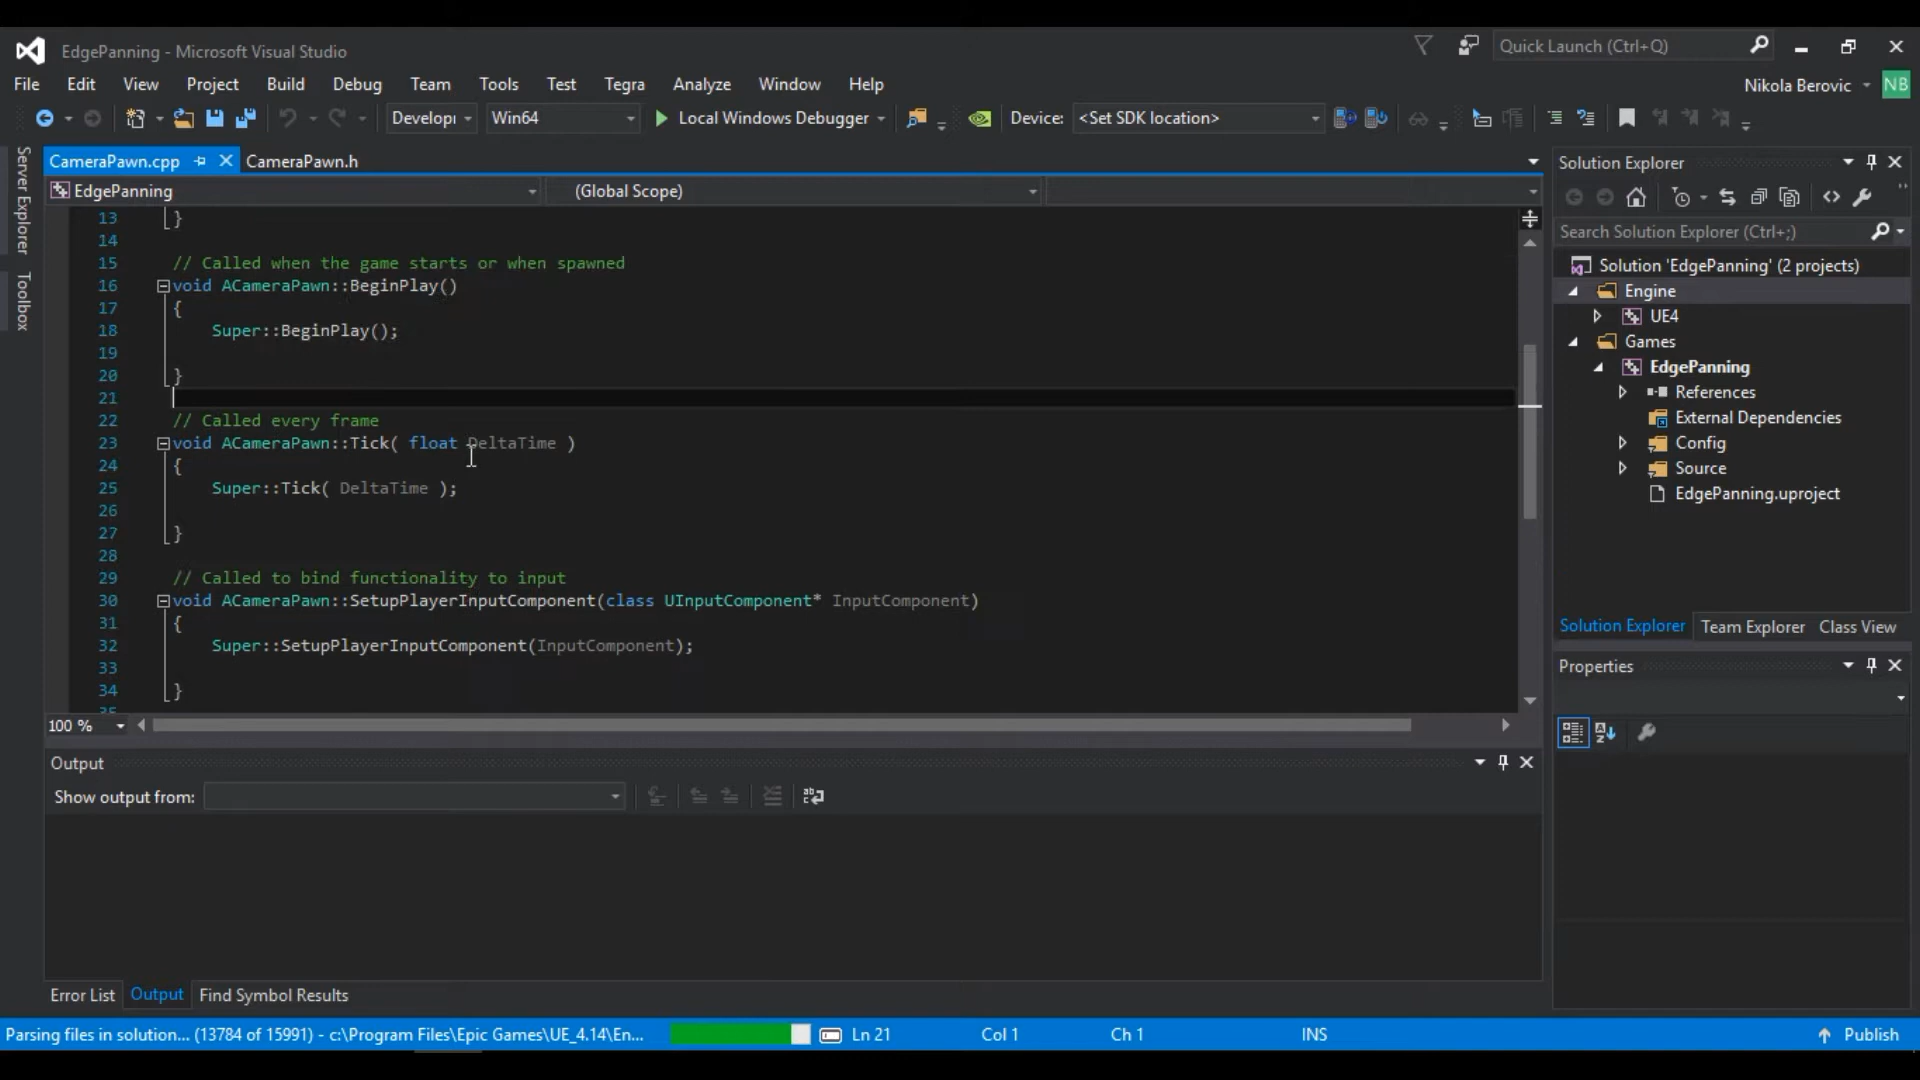 EdgePanning - Microsoft Visual Studio
Quick Launch (Ctrl+Q)
File Edit View Project Build Debug Team Tools Test Tegra Analyze Window Help
Nikola Berovic NB
Developı Win64 Local Windows Debugger Device: <Set SDK location>
Server Explorer
Toolbox
CameraPawn.cpp CameraPawn.h
EdgePanning (Global Scope)
13 }
14
15 // Called when the game starts or when spawned
16 void ACameraPawn::BeginPlay()
17 {
18 Super::BeginPlay();
19
20 }
21
22 // Called every frame
23 void ACameraPawn::Tick( float DeltaTime )
24 {
25 Super::Tick( DeltaTime );
26
27 }
28
29 // Called to bind functionality to input
30 void ACameraPawn::SetupPlayerInputComponent(class UInputComponent* InputComponent)
31 {
32 Super::SetupPlayerInputComponent(InputComponent);
33
34 }
35
100 %
Output
Show output from:
Error List Output Find Symbol Results
Solution Explorer
Search Solution Explorer (Ctrl+;)
Solution 'EdgePanning' (2 projects)
Engine
UE4
Games
EdgePanning
References
External Dependencies
Config
Source
EdgePanning.uproject
Solution Explorer Team Explorer Class View
Properties
Parsing files in solution... (13784 of 15991) - c:\Program Files\Epic Games\UE_4.14\En... Ln 21 Col 1 Ch 1 INS Publish